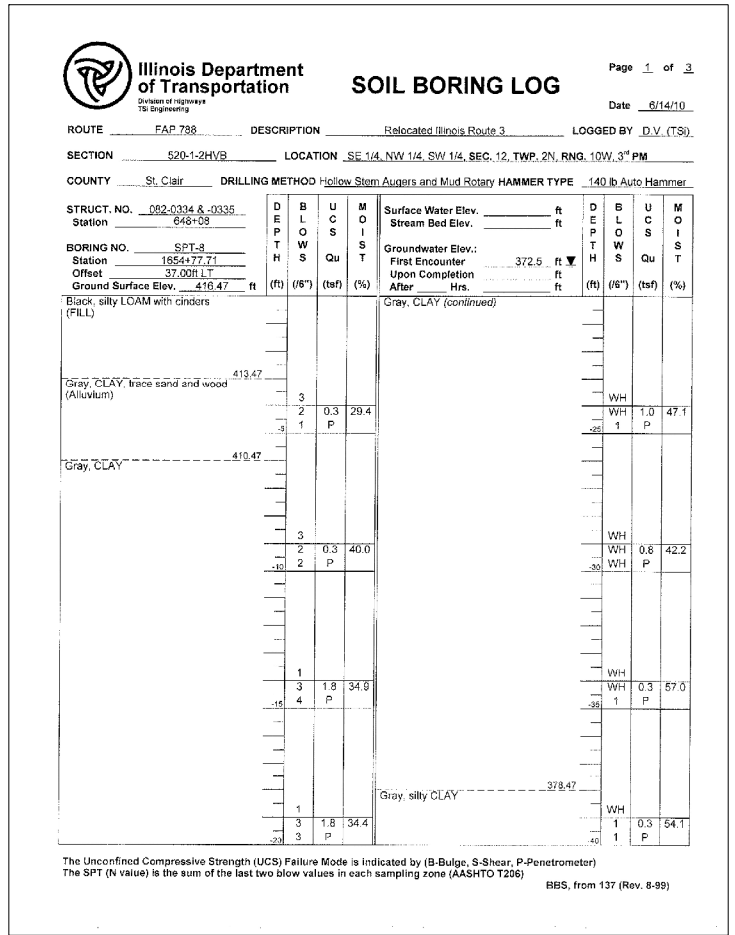 Illinois Department
of Transportation
Division of Highways
TSi Engineering
SOIL BORING LOG
Page 1 of 3
Date 6/14/10
ROUTE FAP 788 DESCRIPTION Relocated Illinois Route 3 LOGGED BY D.V. (TSi)
SECTION 520-1-2HVB LOCATION SE 1/4, NW 1/4, SW 1/4, SEC. 12, TWP. 2N, RNG. 10W, 3rd PM
COUNTY St. Clair DRILLING METHOD Hollow Stem Augers and Mud Rotary HAMMER TYPE 140 lb Auto Hammer
STRUCT. NO. 082-0334 & -0335
Station 648+08
BORING NO. SPT-8
Station 1654+77.71
Offset 37.00ft LT
Ground Surface Elev. 416.47 ft
DEPTH BLOWS UCS Qu MOIST
(ft) (/6") (tsf) (%)
Surface Water Elev. ft
Stream Bed Elev. ft
Groundwater Elev.:
First Encounter 372.5 ft ▼
Upon Completion ft
After Hrs. ft
DEPTH BLOWS UCS Qu MOIST
(ft) (/6") (tsf) (%)
Black, silty LOAM with cinders
(FILL)
413.47
Gray, CLAY, trace sand and wood
(Alluvium)
3
2 0.3 29.4
-5 1 P
410.47
Gray, CLAY
3
2 0.3 40.0
-10 2 P
1
3 1.8 34.9
-15 4 P
1
3 1.8 34.4
-20 3 P
Gray, CLAY (continued)
WH
WH 1.0 47.1
-25 1 P
WH
WH 0.8 42.2
-30 WH P
WH
WH 0.3 57.0
-35 1 P
378.47
Gray, silty CLAY
WH
1 0.3 54.1
-40 1 P
The Unconfined Compressive Strength (UCS) Failure Mode is indicated by (B-Bulge, S-Shear, P-Penetrometer)
The SPT (N value) is the sum of the last two blow values in each sampling zone (AASHTO T206)
BBS, from 137 (Rev. 8-99)